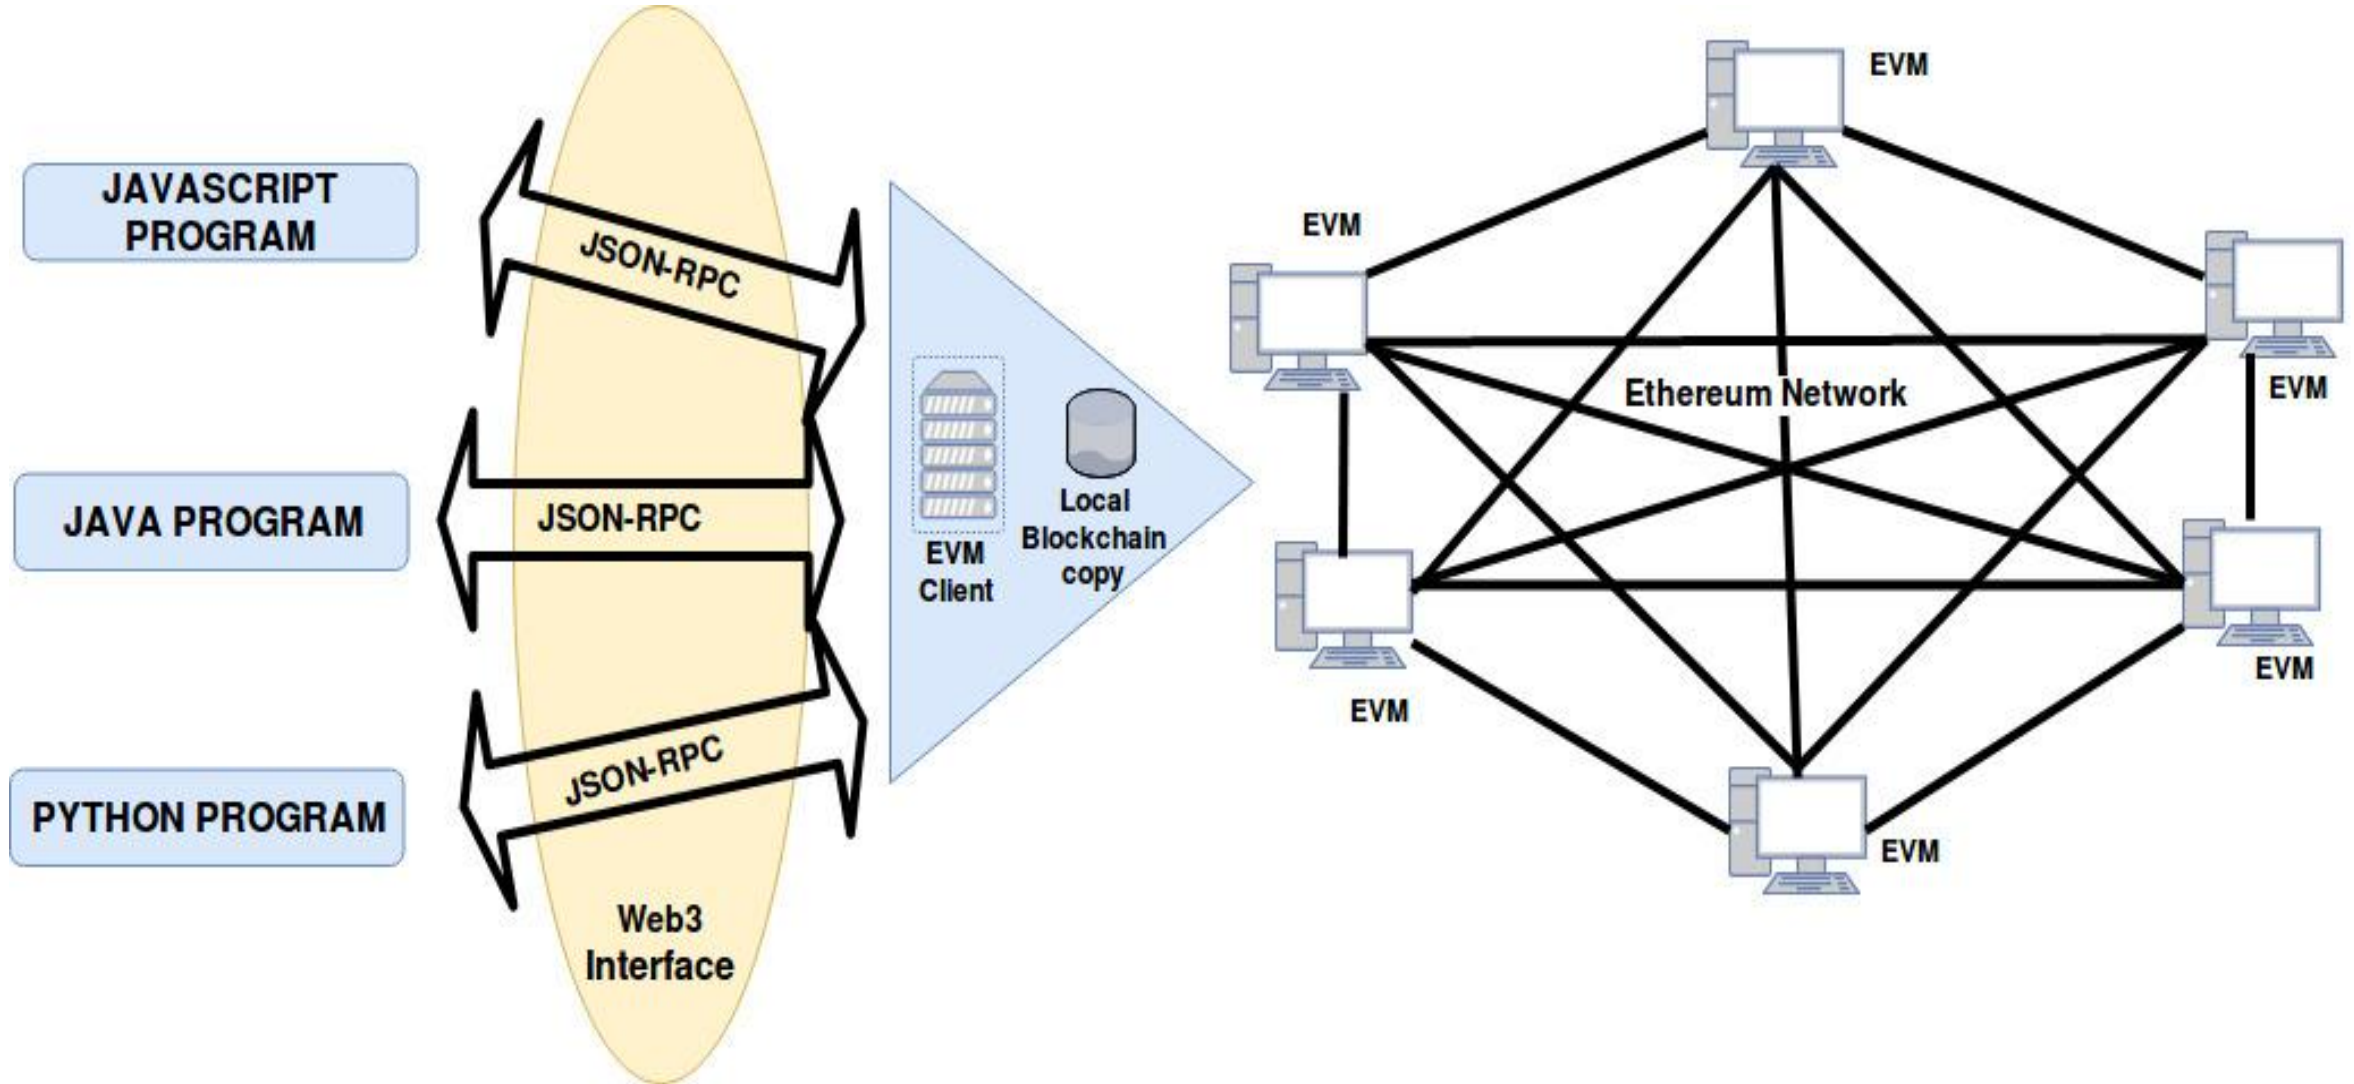 JAVASCRIPT
PROGRAM
JSON-RPC
JAVA PROGRAM
JSON-RPC
PYTHON PROGRAM
JSON-RPC
Web3
Interface
EVM
Client
Local
Blockchain
copy
EVM
EVM
EVM
Ethereum Network
EVM
EVM
EVM